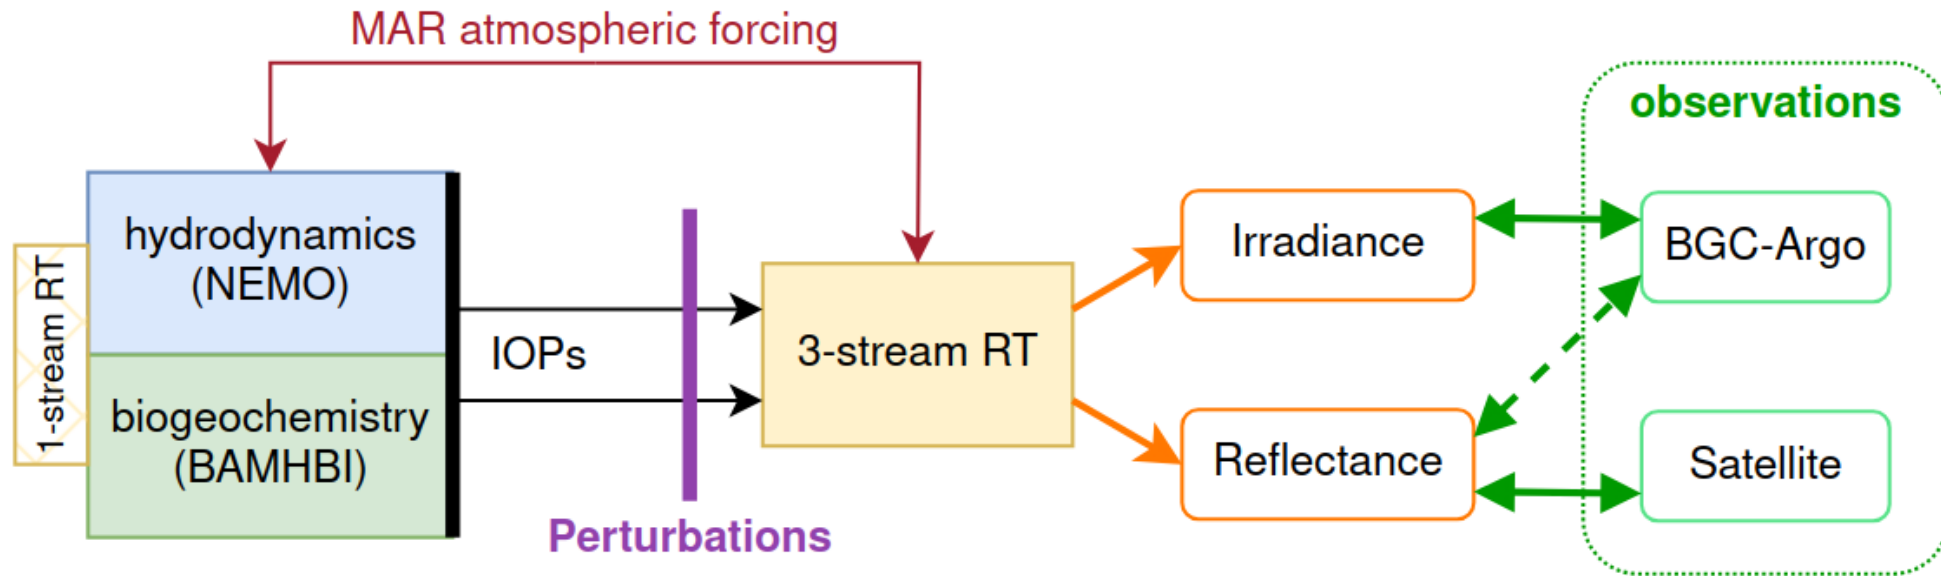 MAR atmospheric forcing
observations
hydrodynamics
(NEMO)
1-stream RT
biogeochemistry
(BAMHBI)
IOPs
Perturbations
3-stream RT
Irradiance
Reflectance
BGC-Argo
Satellite